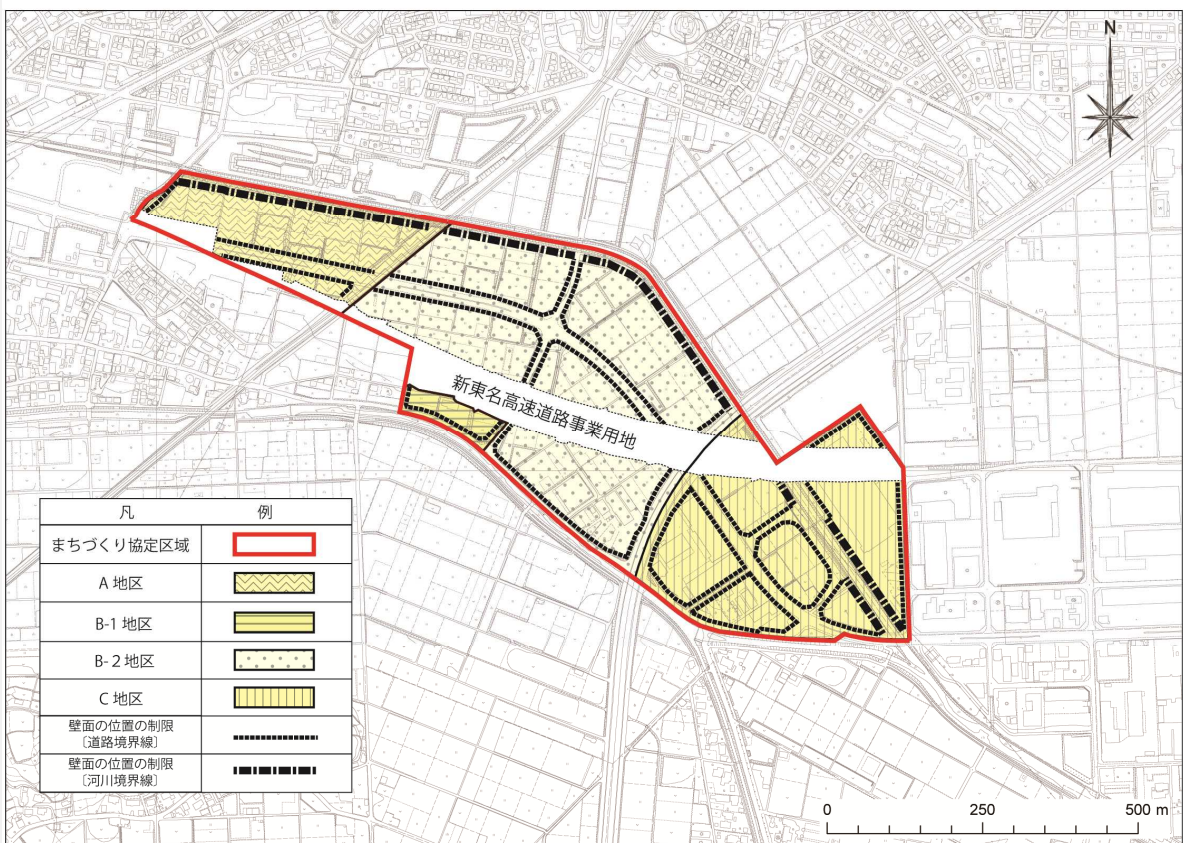 N
新東名高速道路事業用地
凡　例
まちづくり協定区域
A 地区
B-1 地区
B-2 地区
C 地区
壁面の位置の制限
〔道路境界線〕
壁面の位置の制限
〔河川境界線〕
0　250　500 m